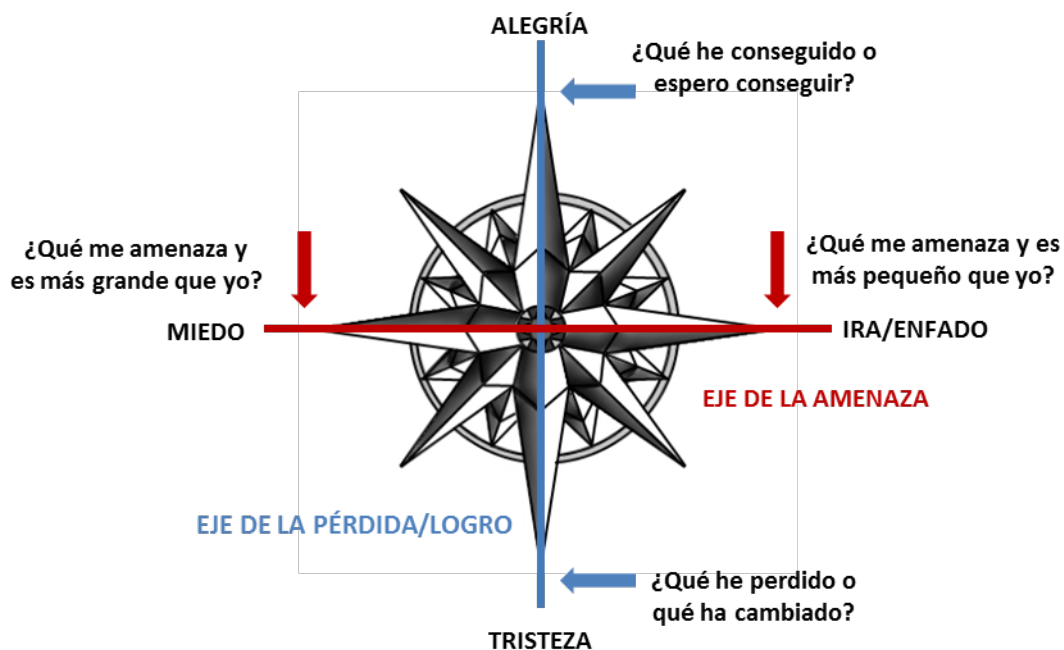 ALEGRÍA
¿Qué he conseguido o
espero conseguir?
¿Qué me amenaza y
es más grande que yo?
¿Qué me amenaza y es
más pequeño que yo?
MIEDO
IRA/ENFADO
EJE DE LA AMENAZA
EJE DE LA PÉRDIDA/LOGRO
¿Qué he perdido o
qué ha cambiado?
TRISTEZA